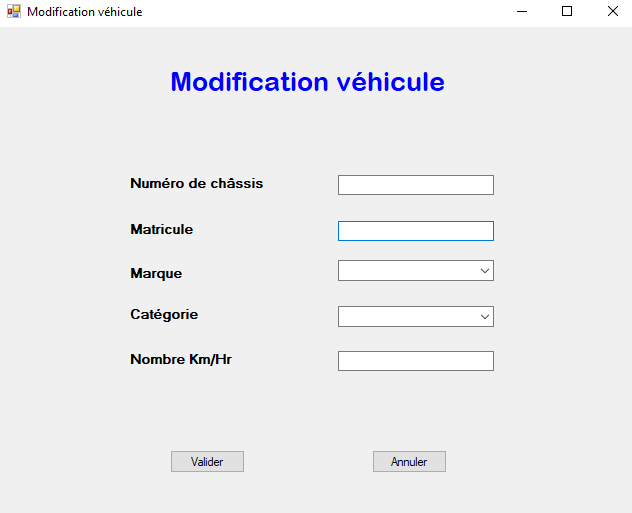 Modification véhicule
Modification véhicule
Numéro de châssis
Matricule
Marque
Catégorie
Nombre Km/Hr
Valider
Annuler